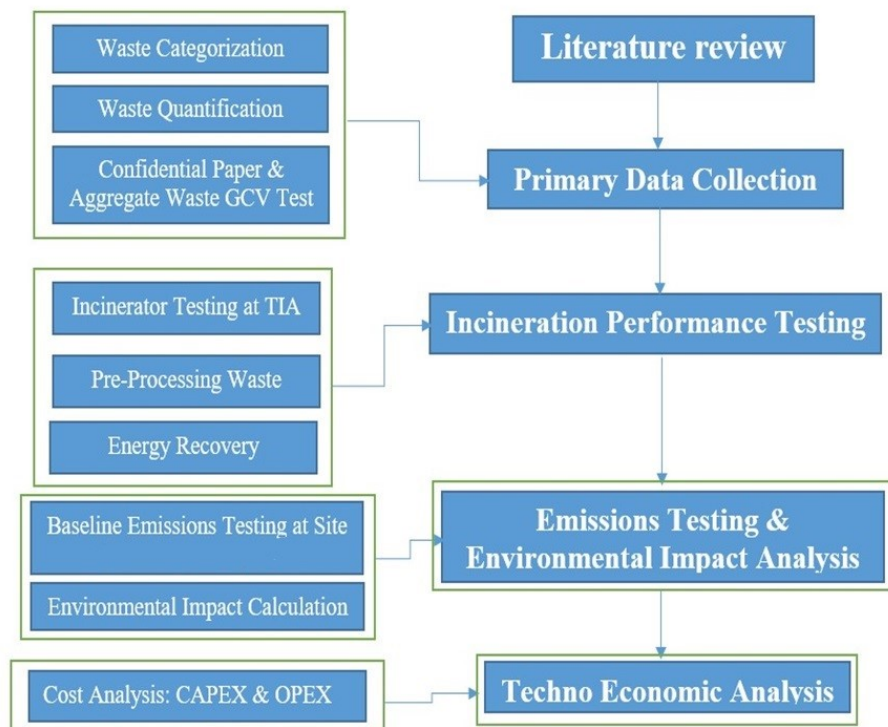 Waste Categorization
Waste Quantification
Confidential Paper &
Aggregate Waste GCV Test
Literature review
Primary Data Collection
Incinerator Testing at TIA
Pre-Processing Waste
Energy Recovery
Incineration Performance Testing
Baseline Emissions Testing at Site
Environmental Impact Calculation
Emissions Testing &
Environmental Impact Analysis
Cost Analysis: CAPEX & OPEX
Techno Economic Analysis